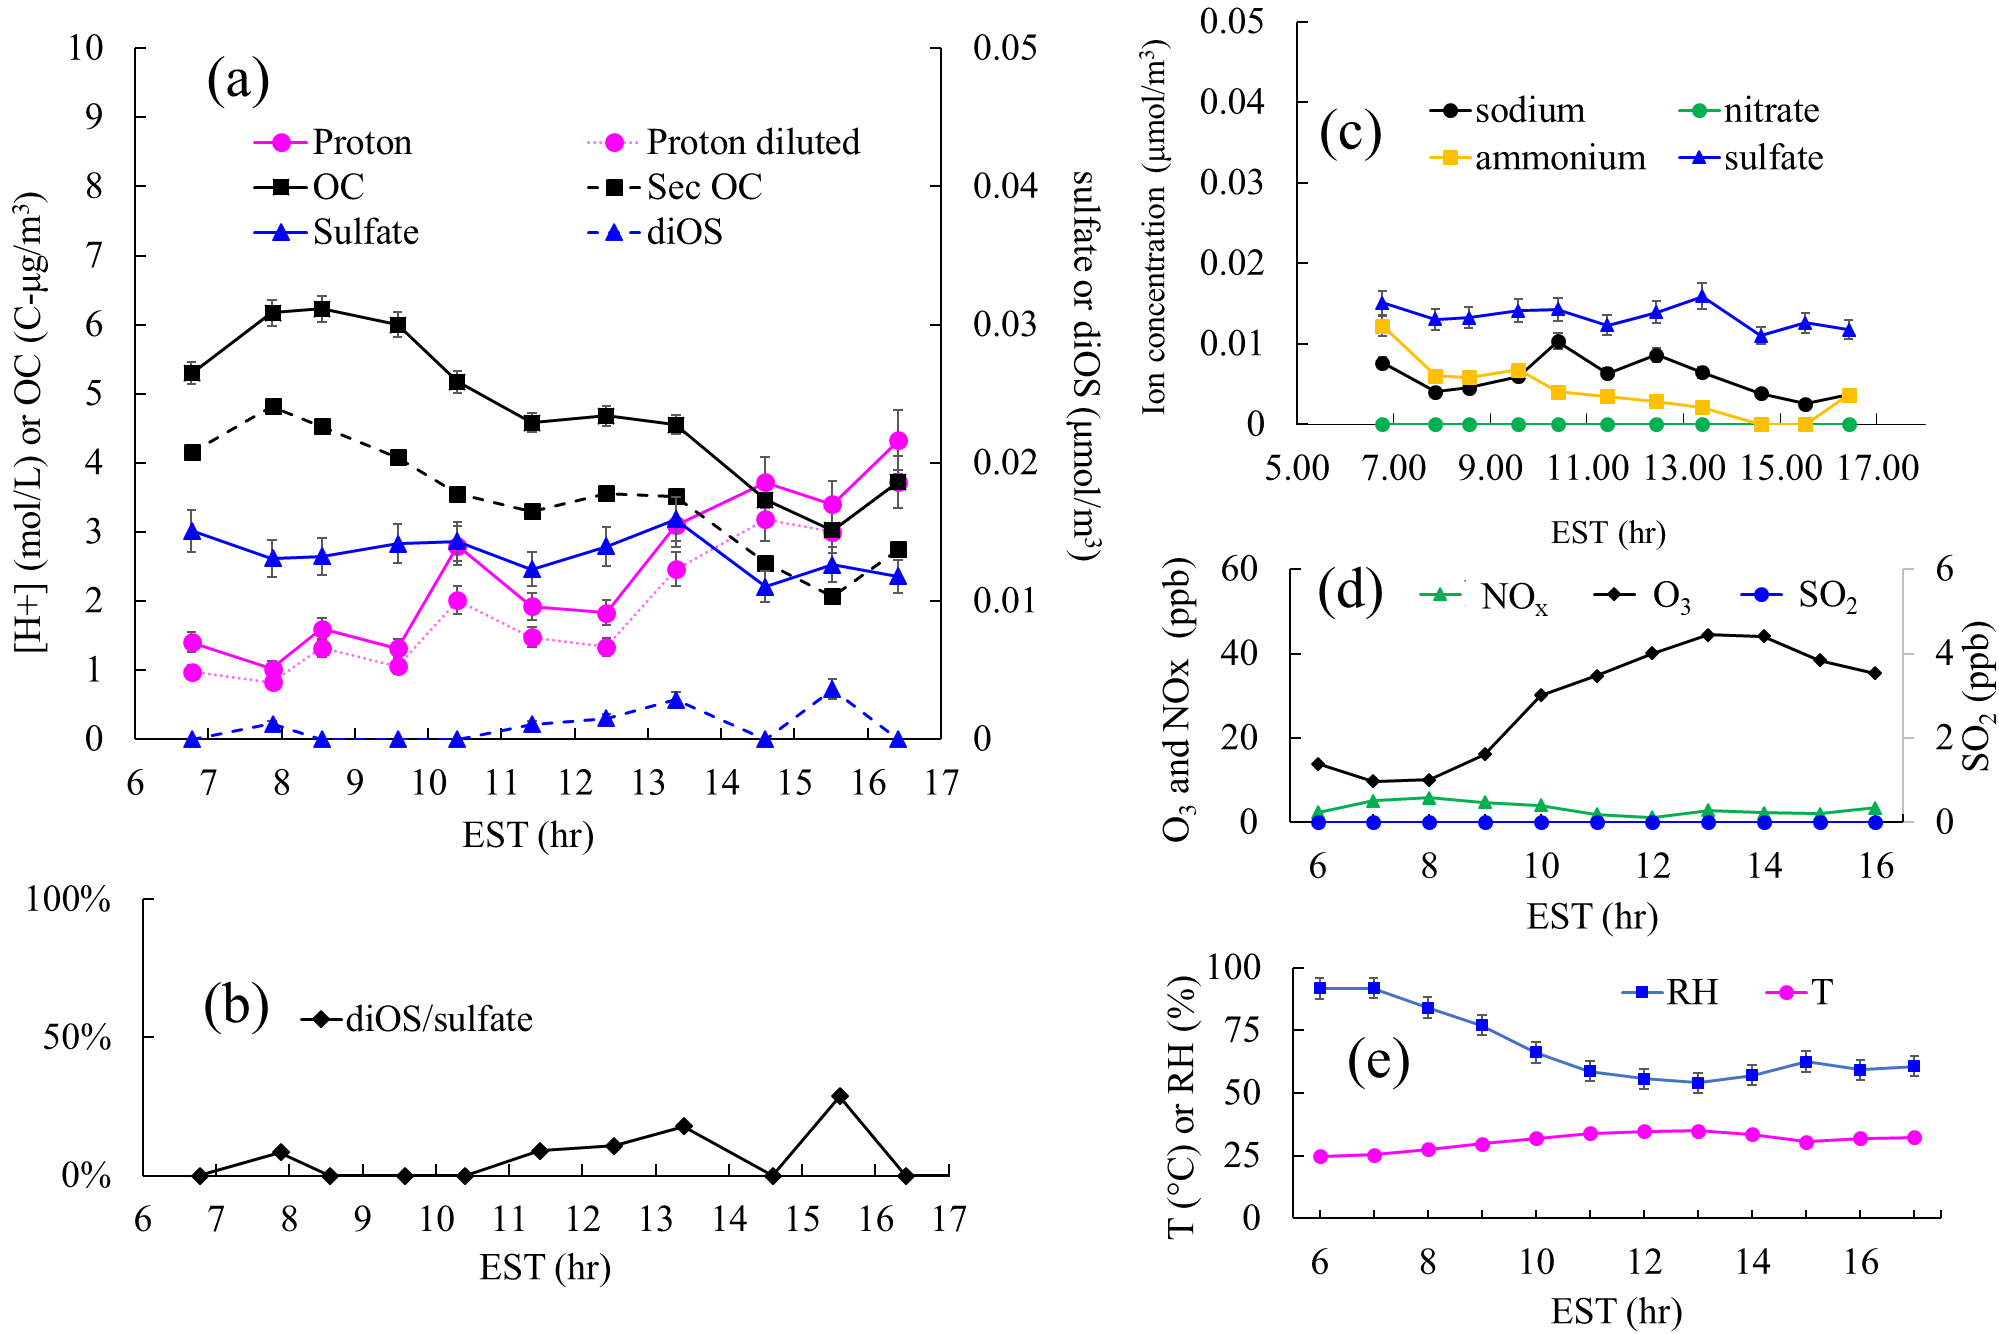 (a)
Proton
Proton diluted
OC
Sec OC
Sulfate
diOS
10
9
8
7
6
5
4
3
2
1
0
[H+] (mol/L) or OC (C-μg/m³)
0.05
0.04
0.03
0.02
0.01
0
sulfate or diOS (μmol/m³)
6 7 8 9 10 11 12 13 14 15 16 17
EST (hr)
(b)
diOS/sulfate
100%
50%
0%
6 7 8 9 10 11 12 13 14 15 16 17
EST (hr)
(c)
sodium
nitrate
ammonium
sulfate
0.05
0.04
0.03
0.02
0.01
0
Ion concentration (μmol/m³)
5.00 7.00 9.00 11.00 13.00 15.00 17.00
EST (hr)
(d)
NOx
O3
SO2
60
40
20
0
O3 and NOx (ppb)
6
4
2
0
SO2 (ppb)
6 8 10 12 14 16
EST (hr)
(e)
RH
T
100
75
50
25
0
T (°C) or RH (%)
6 8 10 12 14 16
EST (hr)